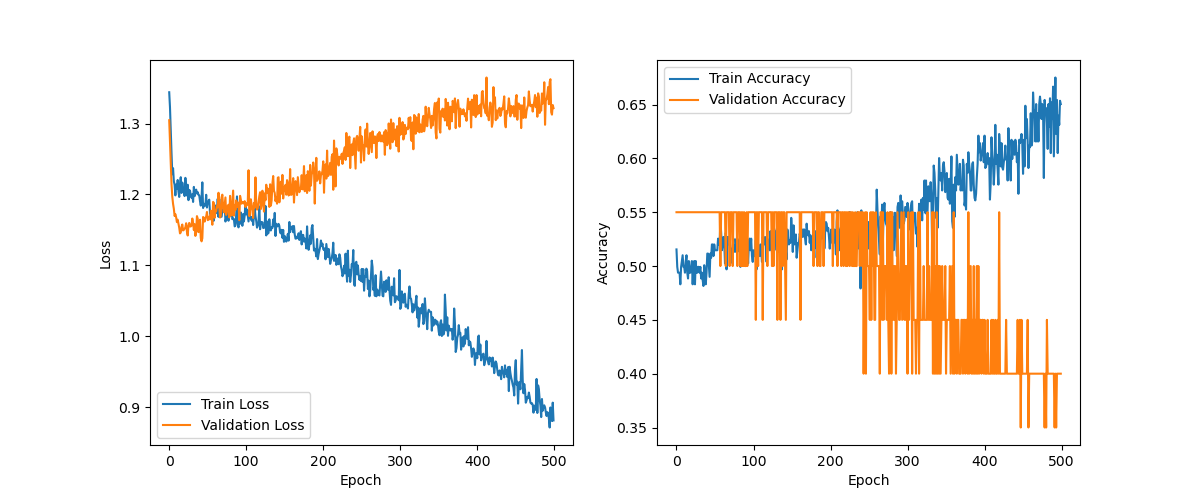 1.3
1.2
1.1
1.0
0.9
Loss
Train Loss
Validation Loss
0 100 200 300 400 500
Epoch
Train Accuracy
Validation Accuracy
0.65
0.60
0.55
0.50
0.45
0.40
0.35
Accuracy
0 100 200 300 400 500
Epoch